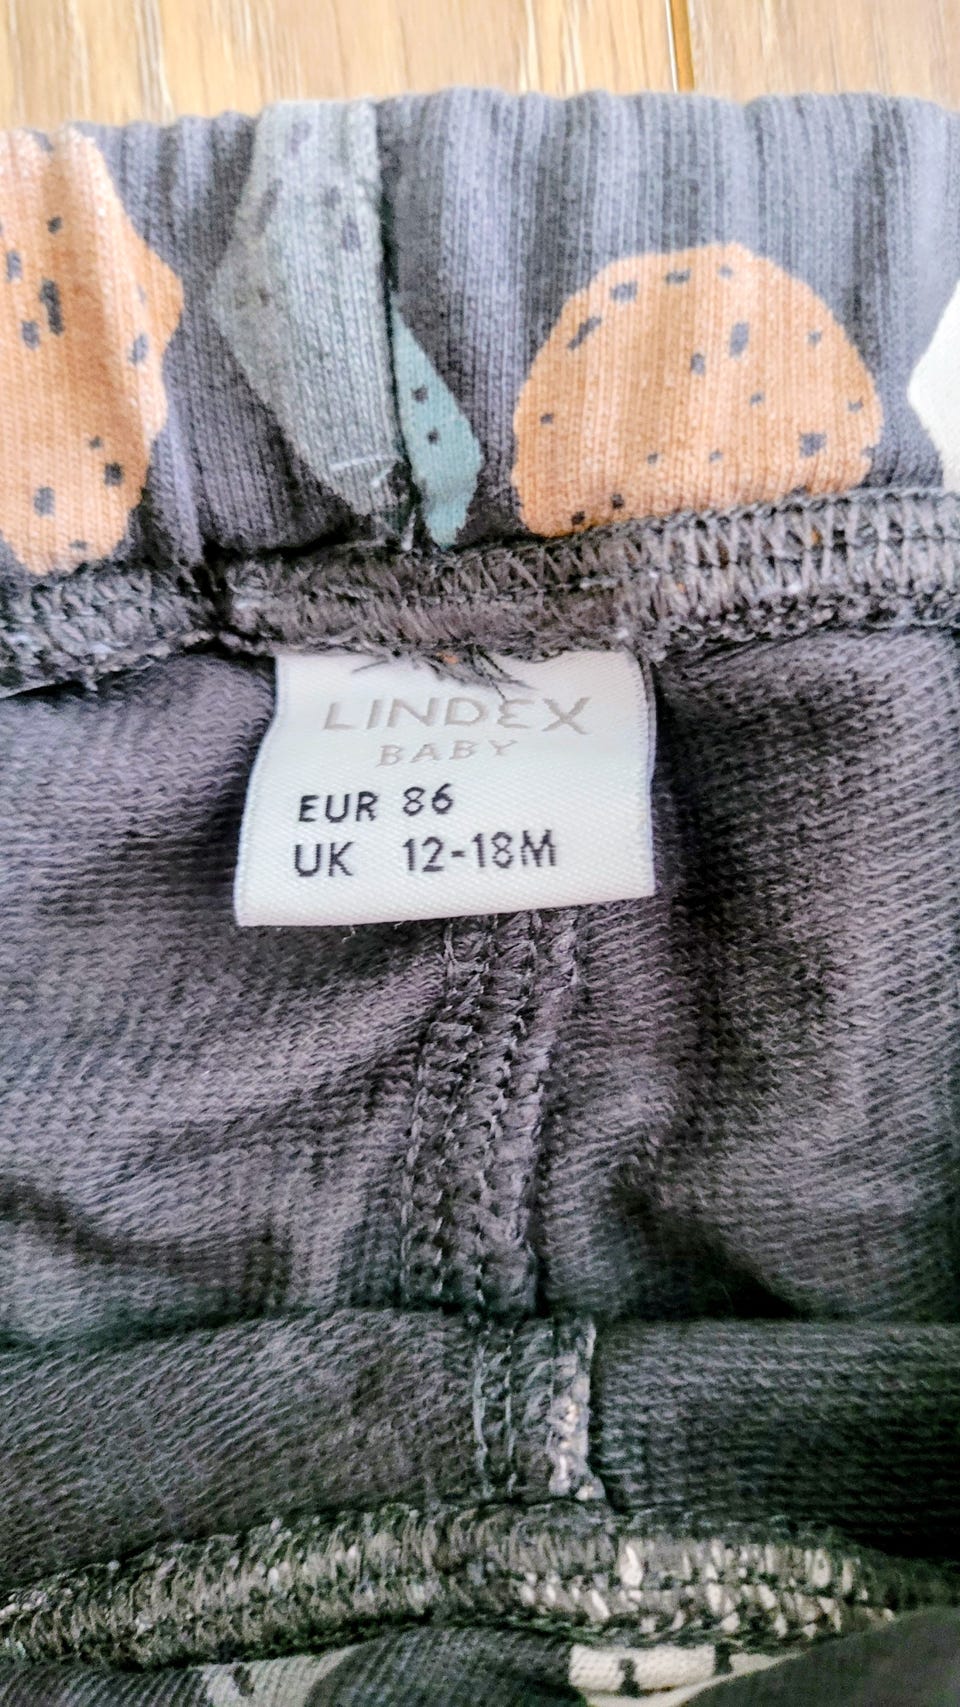 LINDEX
BABY
EUR 86
UK 12-18M